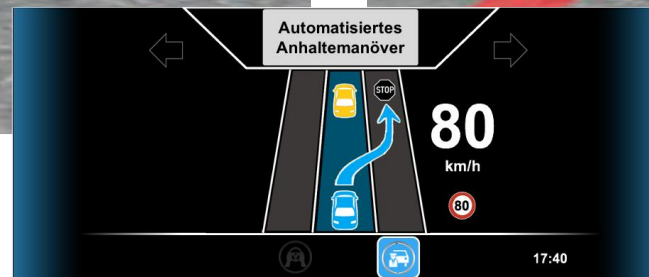 Automatisiertes
Anhaltemanöver
STOP
80
km/h
80
17:40